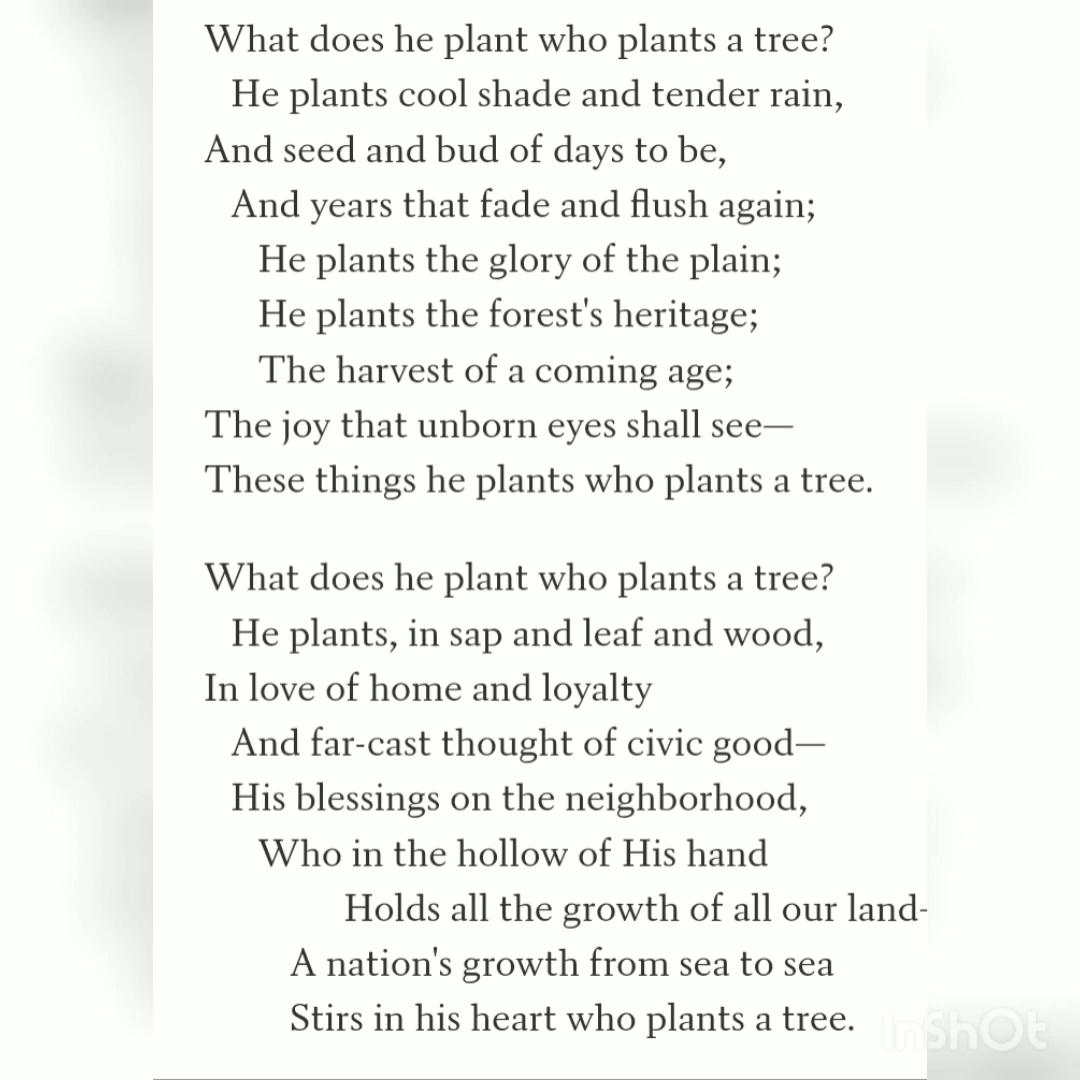 What does he plant who plants a tree?
He plants cool shade and tender rain,
And seed and bud of days to be,
And years that fade and flush again;
He plants the glory of the plain;
He plants the forest's heritage;
The harvest of a coming age;
The joy that unborn eyes shall see—
These things he plants who plants a tree.
What does he plant who plants a tree?
He plants, in sap and leaf and wood,
In love of home and loyalty
And far-cast thought of civic good—
His blessings on the neighborhood,
Who in the hollow of His hand
Holds all the growth of all our land-
A nation's growth from sea to sea
Stirs in his heart who plants a tree.
InShOt